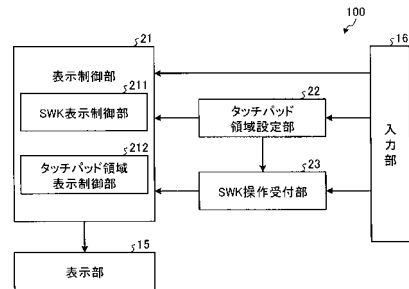 100
21
16
表示制御部
211
SWK表示制御部
22
タッチパッド
領域設定部
入力部
212
タッチパッド領域
表示制御部
23
SWK操作受付部
15
表示部